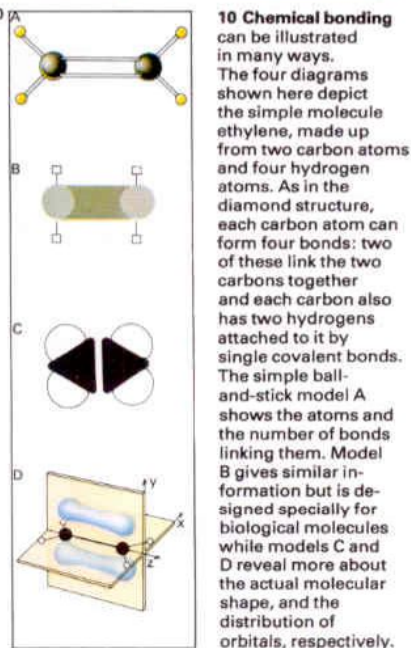 10 Chemical bonding
can be illustrated
in many ways.
The four diagrams
shown here depict
the simple molecule
ethylene, made up
from two carbon atoms
and four hydrogen
atoms. As in the
diamond structure,
each carbon atom can
form four bonds: two
of these link the two
carbons together
and each carbon also
has two hydrogens
attached to it by
single covalent bonds.
The simple ball-
and-stick model A
shows the atoms and
the number of bonds
linking them. Model
B gives similar in-
formation but is de-
signed specially for
biological molecules
while models C and
D reveal more about
the actual molecular
shape, and the
distribution of
orbitals, respectively.
A
B
C
D
y
x
z